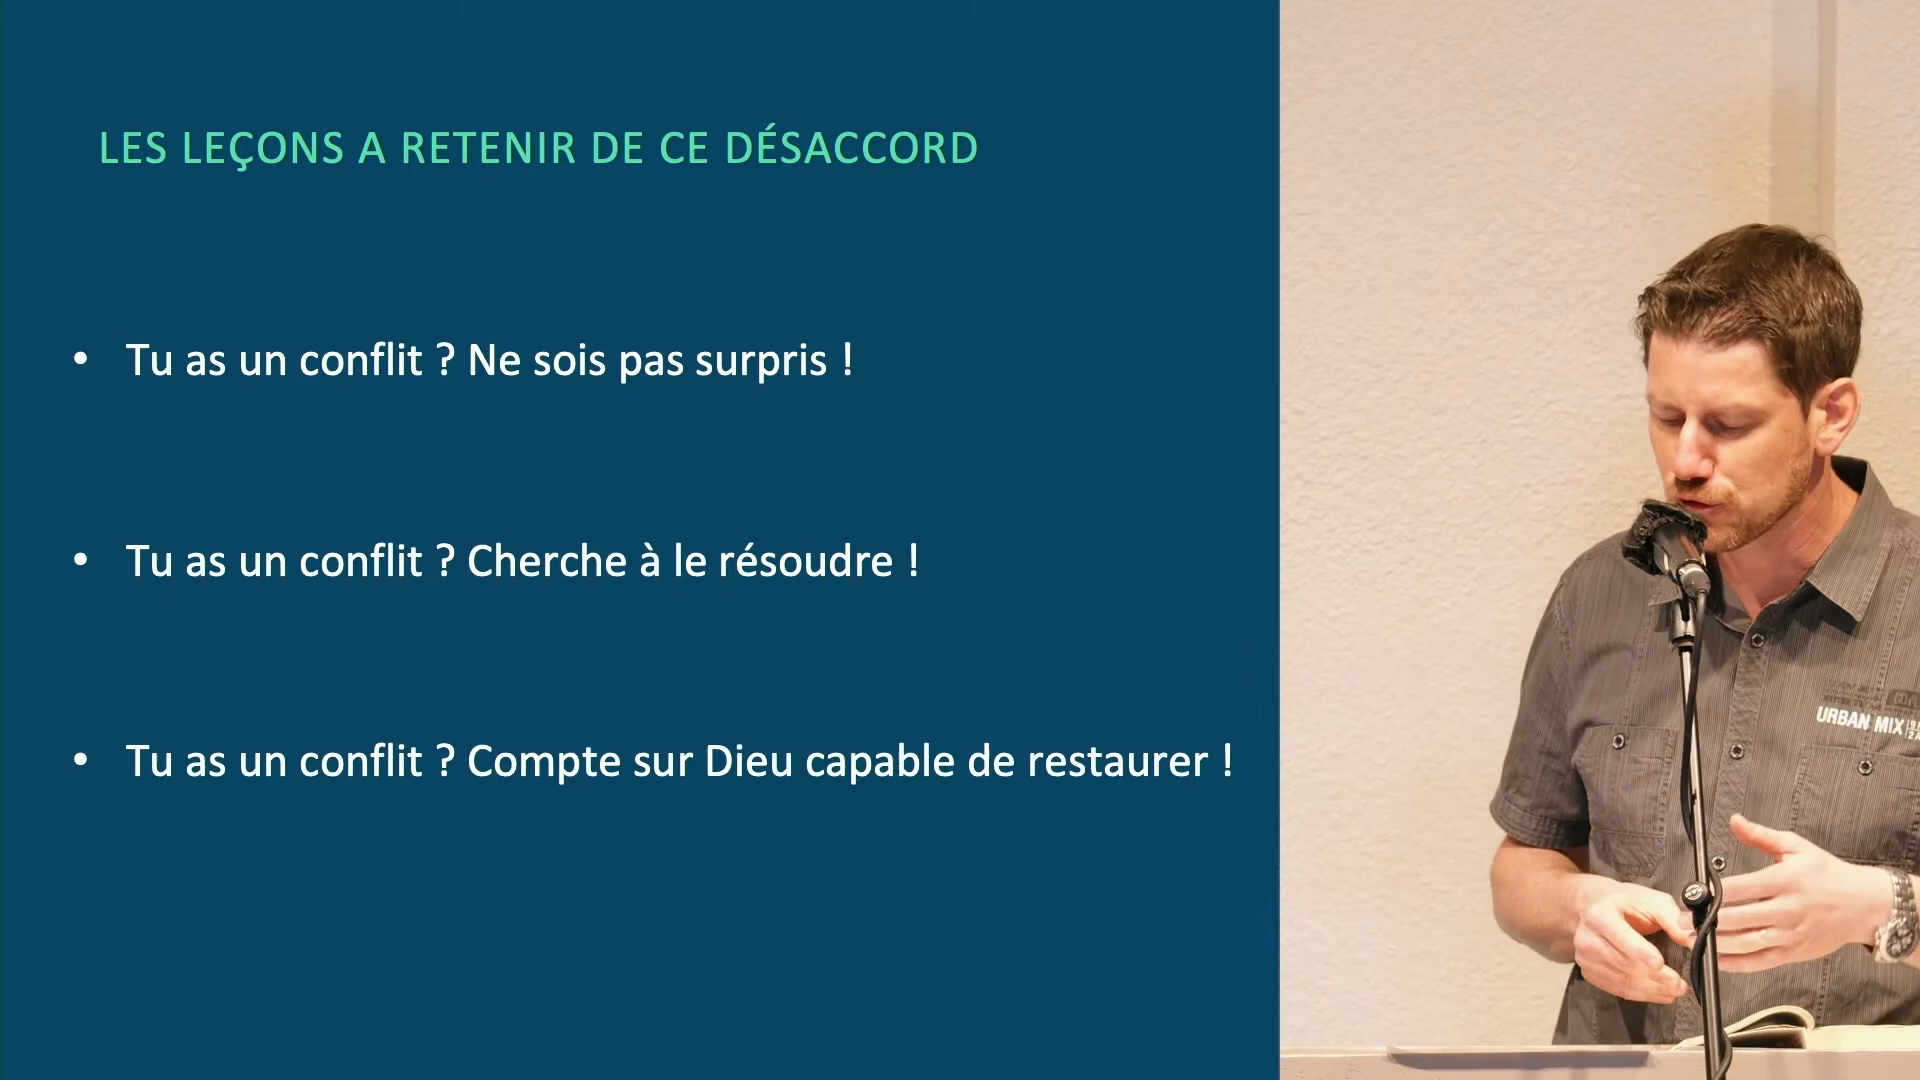 LES LEÇONS A RETENIR DE CE DÉSACCORD
• Tu as un conflit ? Ne sois pas surpris !
• Tu as un conflit ? Cherche à le résoudre !
• Tu as un conflit ? Compte sur Dieu capable de restaurer !
URBAN MIX